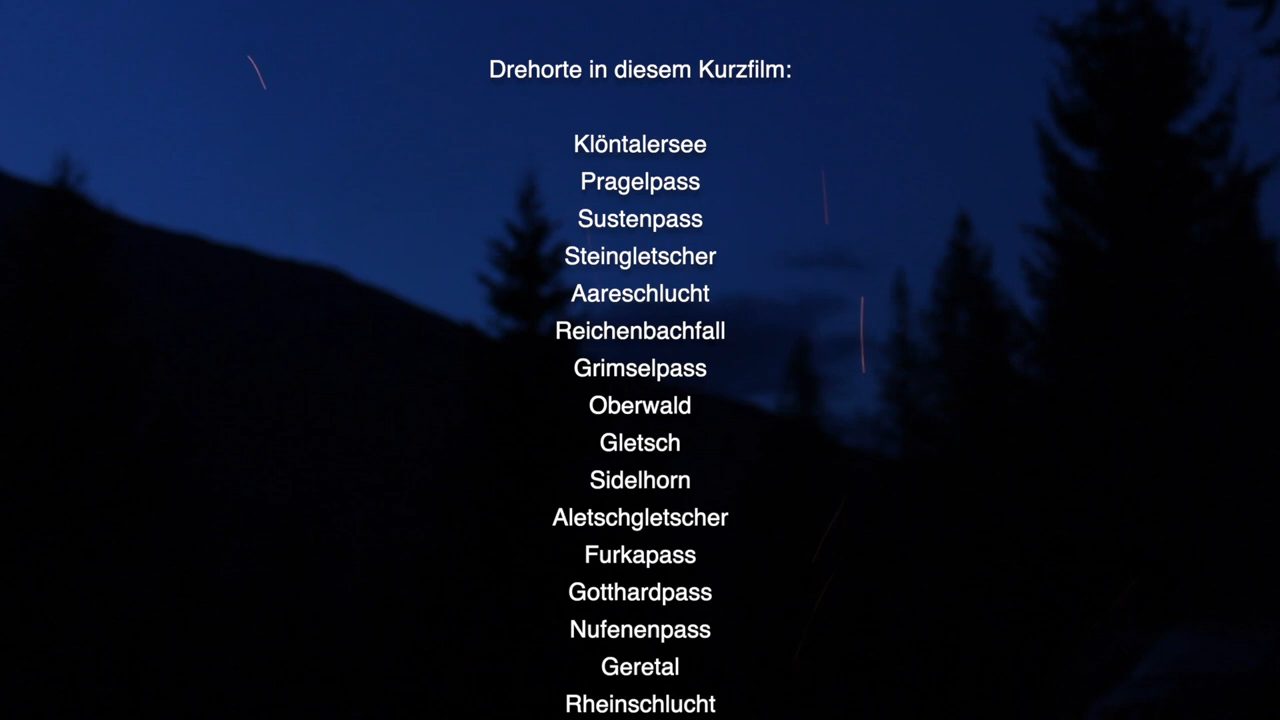 Drehorte in diesem Kurzfilm:
Klöntalersee
Pragelpass
Sustenpass
Steingletscher
Aareschlucht
Reichenbachfall
Grimselpass
Oberwald
Gletsch
Sidelhorn
Aletschgletscher
Furkapass
Gotthardpass
Nufenenpass
Geretal
Rheinschlucht